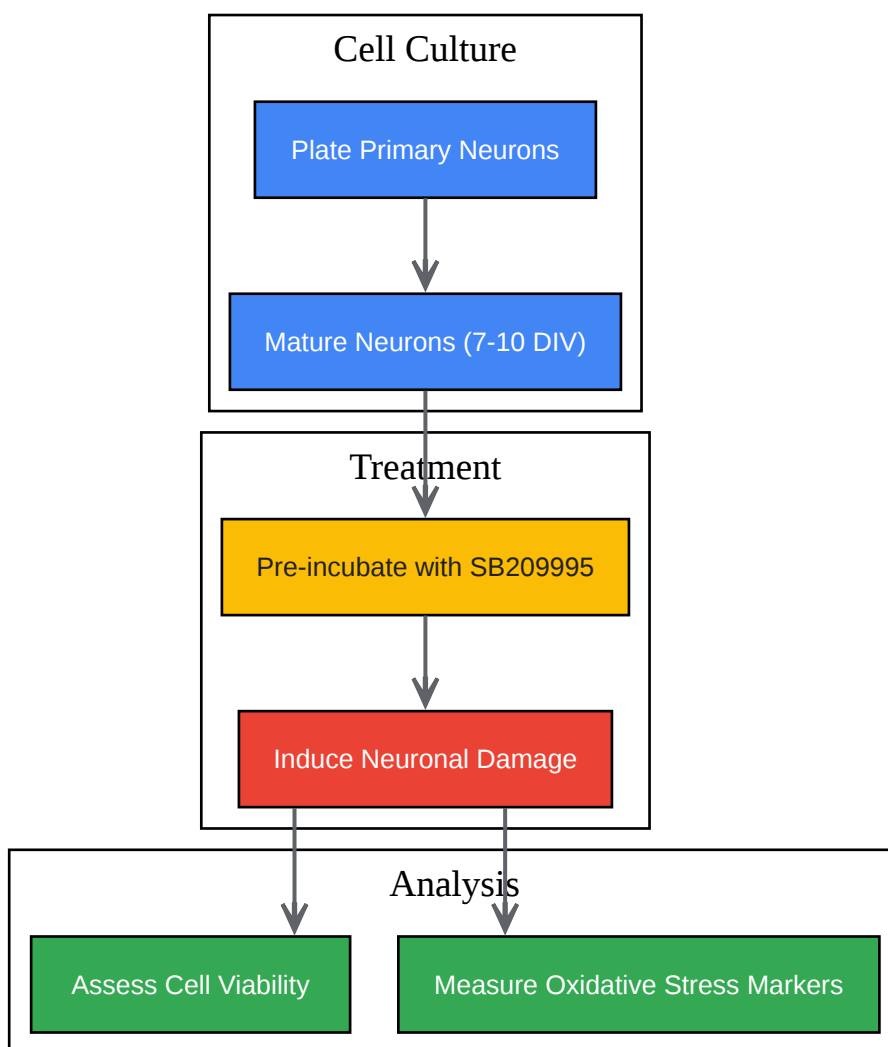 Cell Culture
Plate Primary Neurons
Mature Neurons (7-10 DIV)
Treatment
Pre-incubate with SB209995
Induce Neuronal Damage
Analysis
Assess Cell Viability
Measure Oxidative Stress Markers